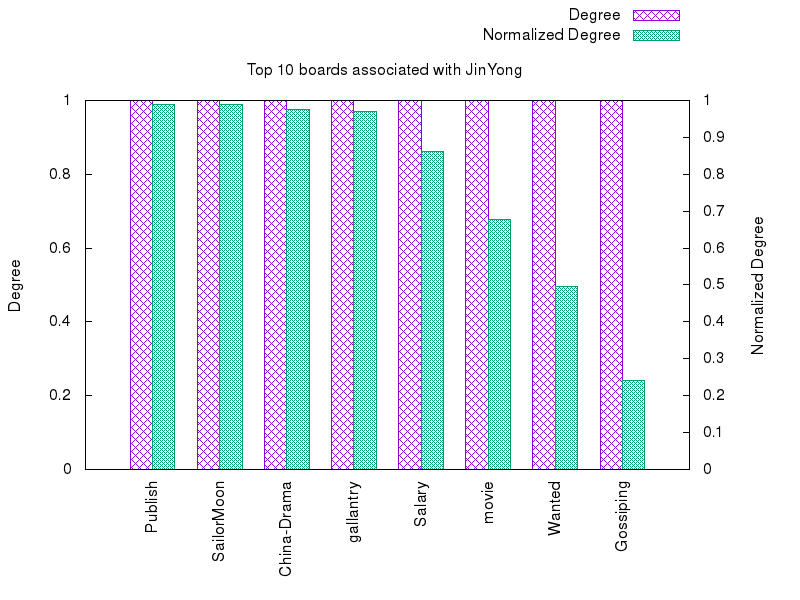 Degree
Normalized Degree
Top 10 boards associated with JinYong
1
0.8
0.6
0.4
0.2
0
1
0.9
0.8
0.7
0.6
0.5
0.4
0.3
0.2
0.1
0
Degree
Normalized Degree
Publish
SailorMoon
China-Drama
gallantry
Salary
movie
Wanted
Gossiping